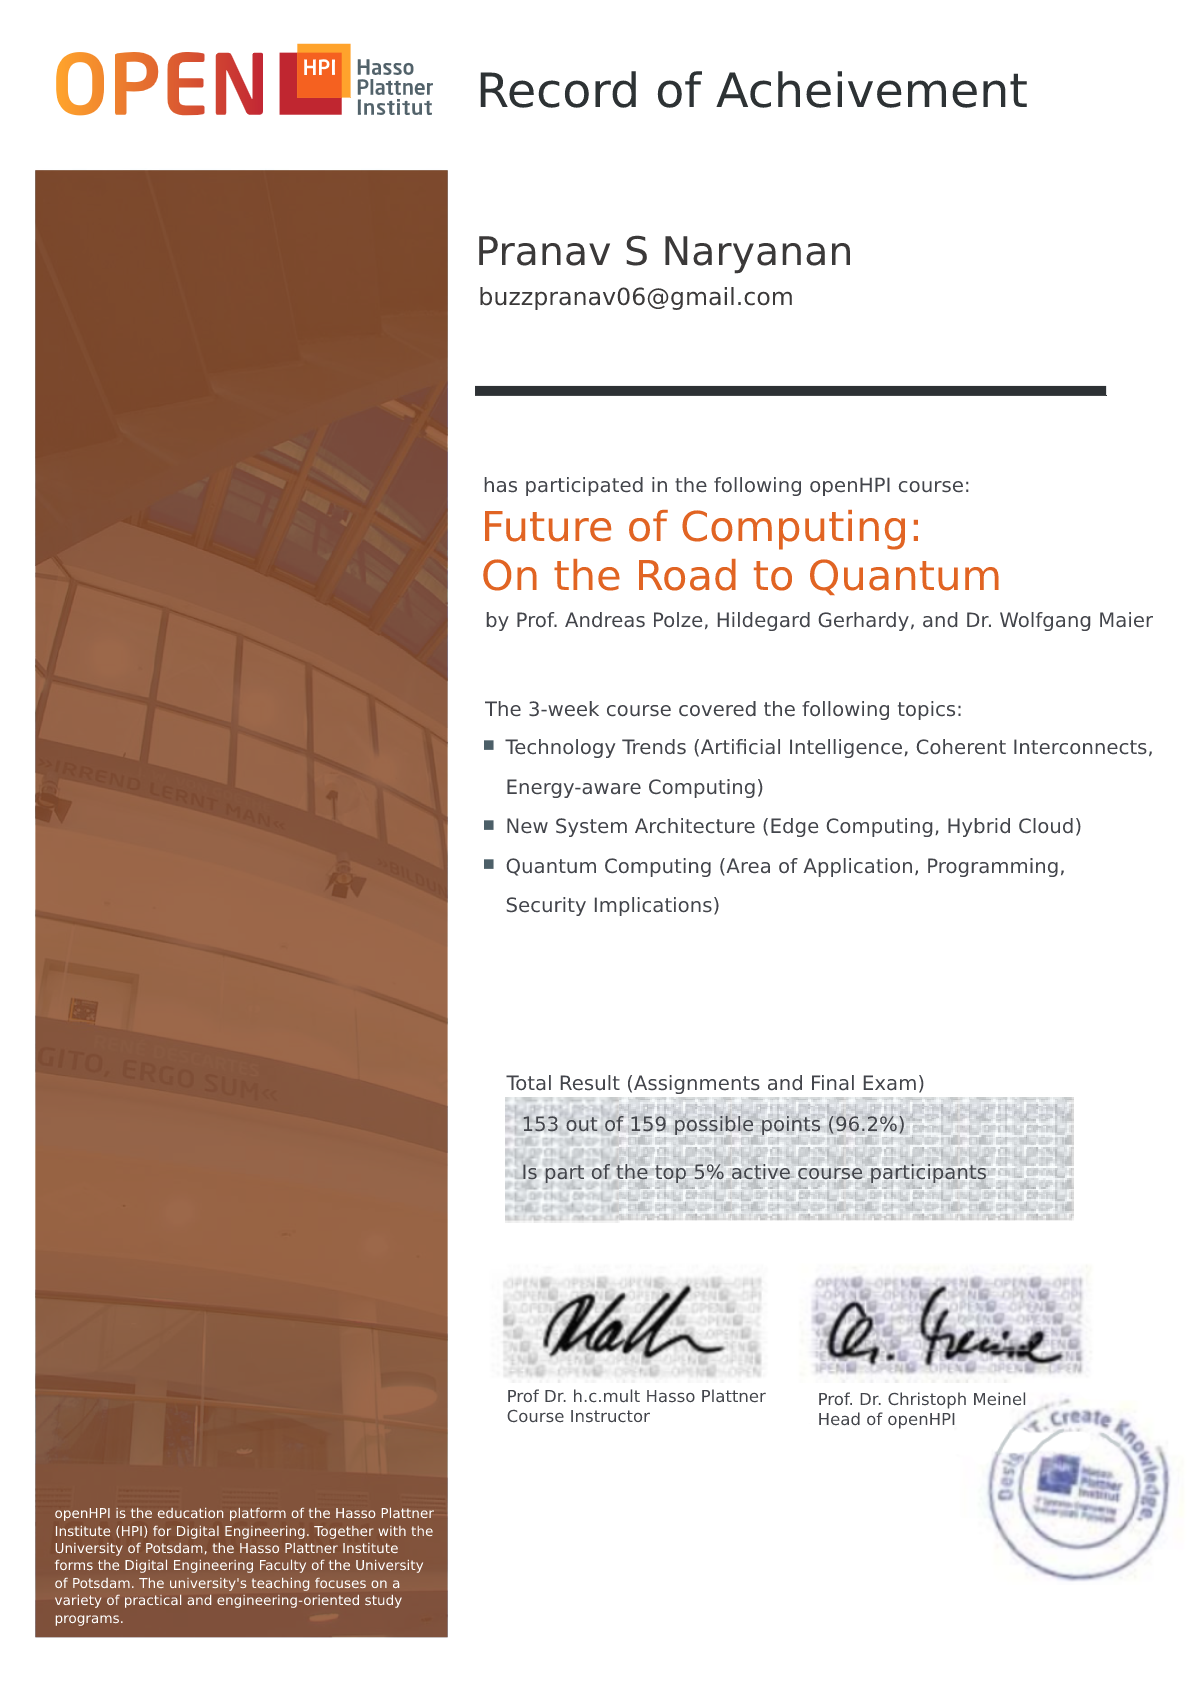 OPEN HPI Hasso
Plattner
Institut
Record of Acheivement
Pranav S Naryanan
buzzpranav06@gmail.com
has participated in the following openHPI course:
Future of Computing:
On the Road to Quantum
by Prof. Andreas Polze, Hildegard Gerhardy, and Dr. Wolfgang Maier
The 3-week course covered the following topics:
Technology Trends (Artificial Intelligence, Coherent Interconnects,
Energy-aware Computing)
New System Architecture (Edge Computing, Hybrid Cloud)
Quantum Computing (Area of Application, Programming,
Security Implications)
»IRREND LERNT MAN«
»BILDUN
RENÉ DESCARTES
GITO, ERGO SUM«
Total Result (Assignments and Final Exam)
153 out of 159 possible points (96.2%)
Is part of the top 5% active course participants
Prof Dr. h.c.mult Hasso Plattner
Course Instructor
Prof. Dr. Christoph Meinel
Head of openHPI
Create Knowledge.
Hasso
Plattner
Institut
openHPI is the education platform of the Hasso Plattner
Institute (HPI) for Digital Engineering. Together with the
University of Potsdam, the Hasso Plattner Institute
forms the Digital Engineering Faculty of the University
of Potsdam. The university's teaching focuses on a
variety of practical and engineering-oriented study
programs.